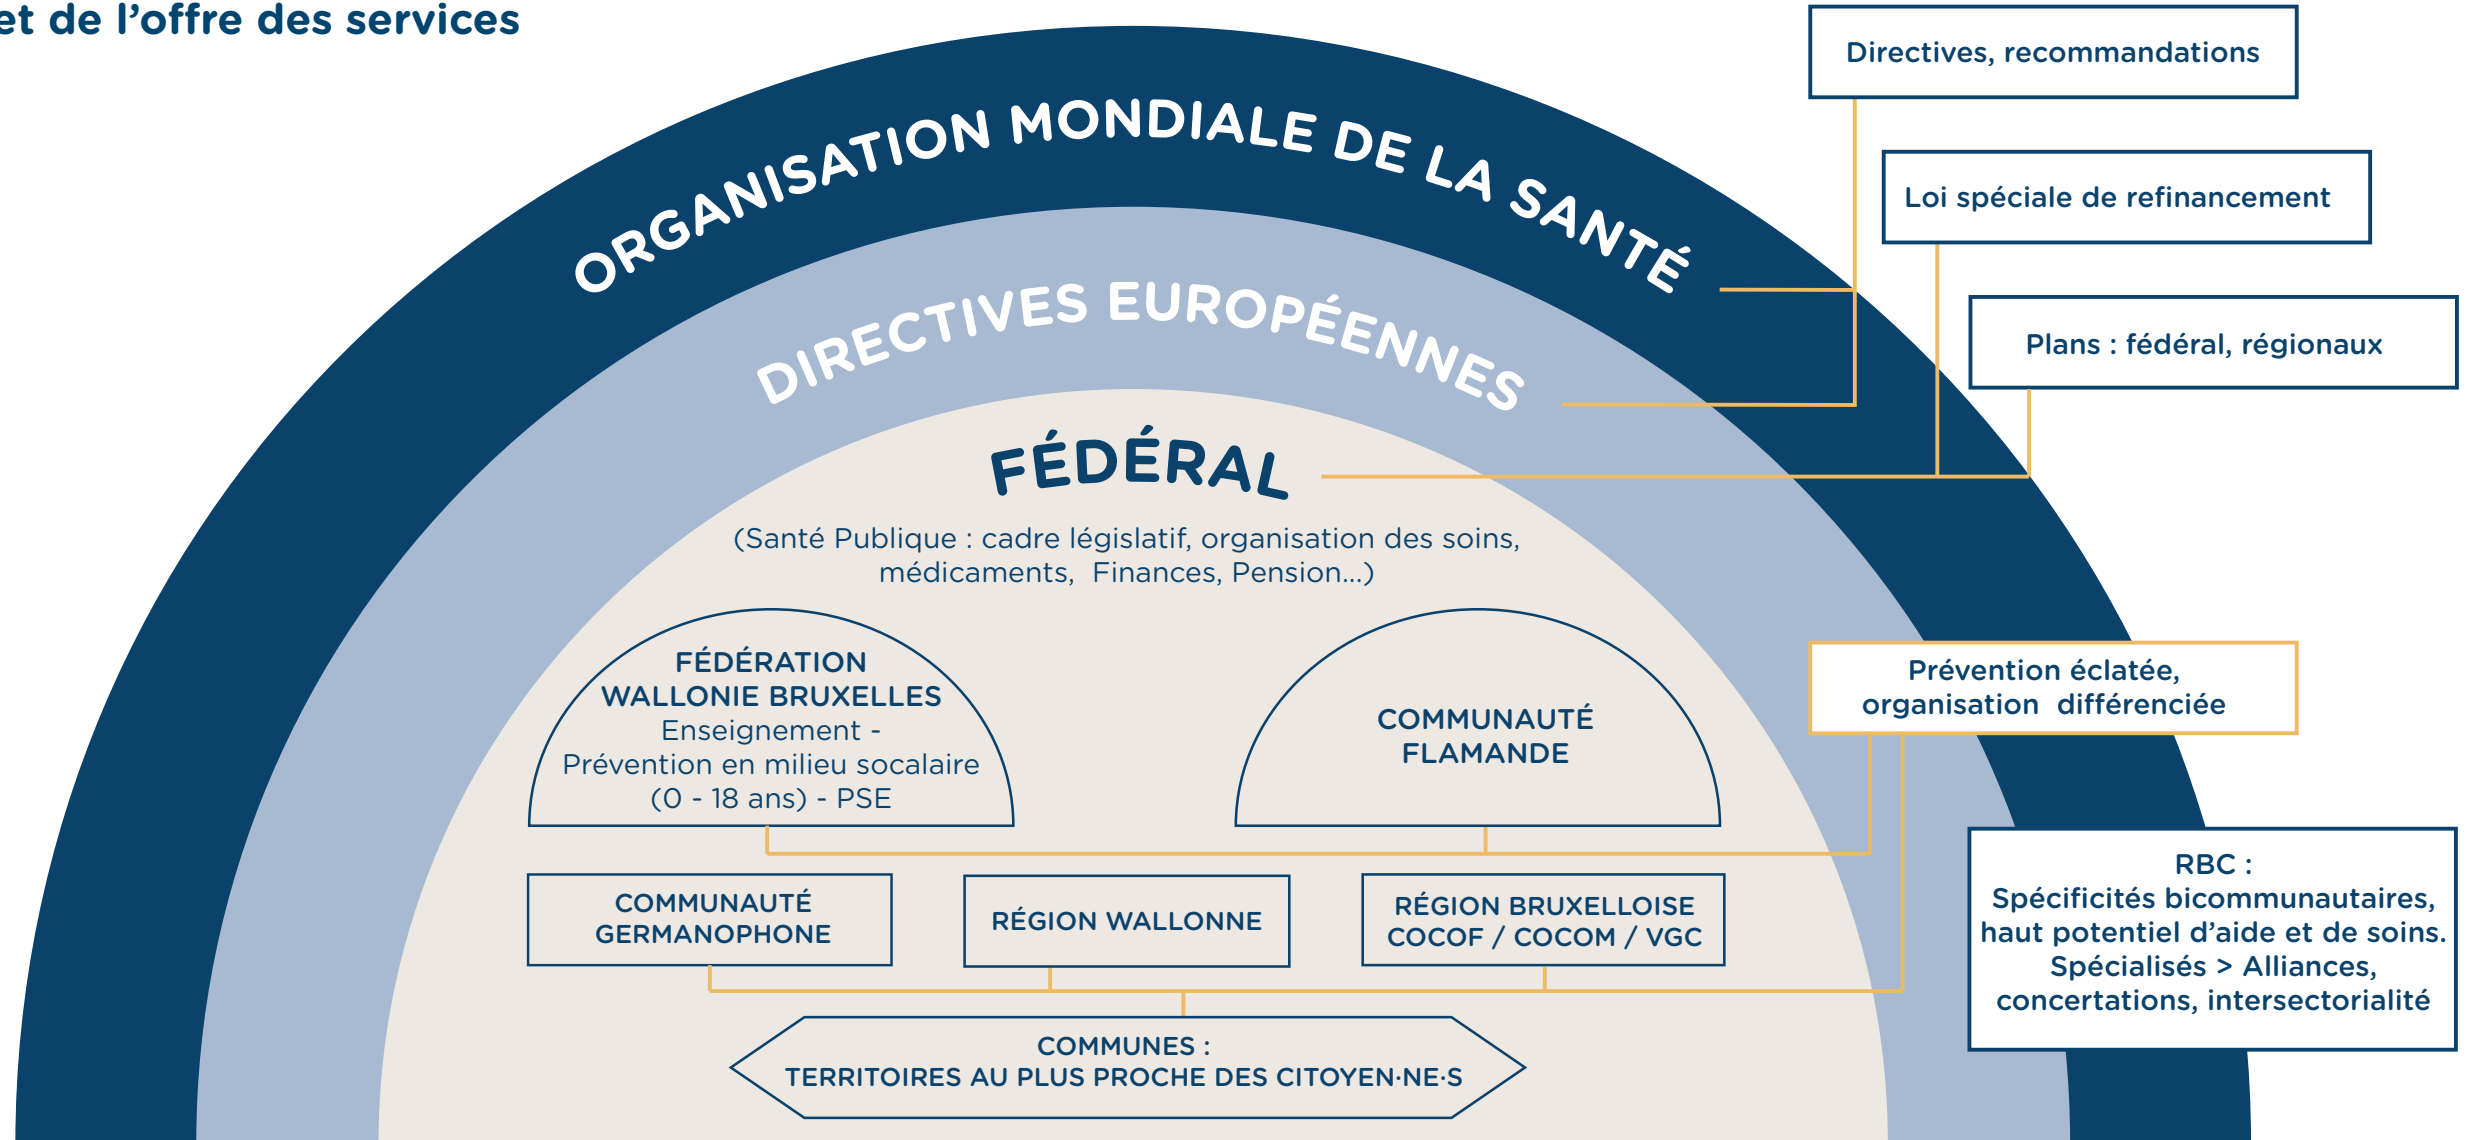 et de l’offre des services
Directives, recommandations
ORGANISATION MONDIALE DE LA SANTÉ
Loi spéciale de refinancement
DIRECTIVES EUROPÉENNES
Plans : fédéral, régionaux
FÉDÉRAL
(Santé Publique : cadre législatif, organisation des soins,
médicaments,  Finances, Pension...)
FÉDÉRATION
WALLONIE BRUXELLES
Enseignement -
Prévention en milieu socalaire
(0 - 18 ans) - PSE
COMMUNAUTÉ
FLAMANDE
Prévention éclatée,
organisation  différenciée
COMMUNAUTÉ
GERMANOPHONE
RÉGION WALLONNE
RÉGION BRUXELLOISE
COCOF / COCOM / VGC
RBC :
Spécificités bicommunautaires,
haut potentiel d’aide et de soins.
Spécialisés > Alliances,
concertations, intersectorialité
COMMUNES :
TERRITOIRES AU PLUS PROCHE DES CITOYEN·NE·S